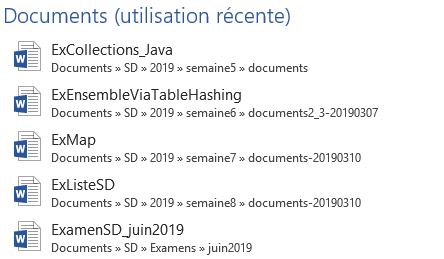 Documents (utilisation récente)
ExCollections_Java
Documents » SD » 2019 » semaine5 » documents
ExEnsembleViaTableHashing
Documents » SD » 2019 » semaine6 » documents2_3-20190307
ExMap
Documents » SD » 2019 » semaine7 » documents-20190310
ExListeSD
Documents » SD » 2019 » semaine8 » documents-20190310
ExamenSD_juin2019
Documents » SD » Examens » juin2019